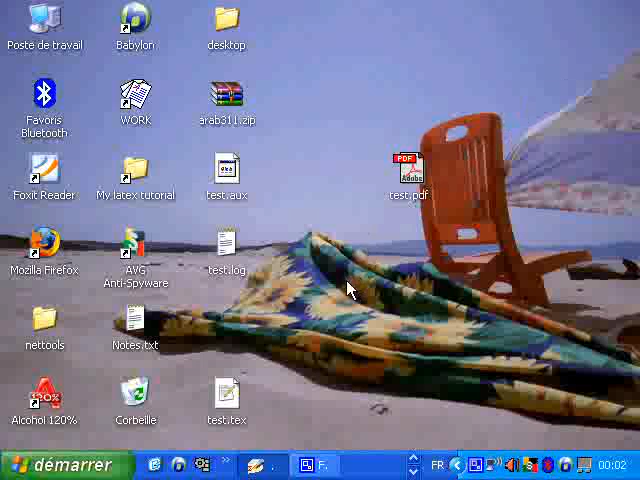 Poste de travail
Babylon
desktop
Favoris
Bluetooth
WORK
arab311.zip
Foxit Reader
My latex tutorial
test.aux
PDF
Adobe
test.pdf
Mozilla Firefox
AVG
Anti-Spyware
test.log
nettools
Notes.txt
100%
Alcohol 120%
Corbeille
test.tex
démarrer
.
F.
FR
00:02